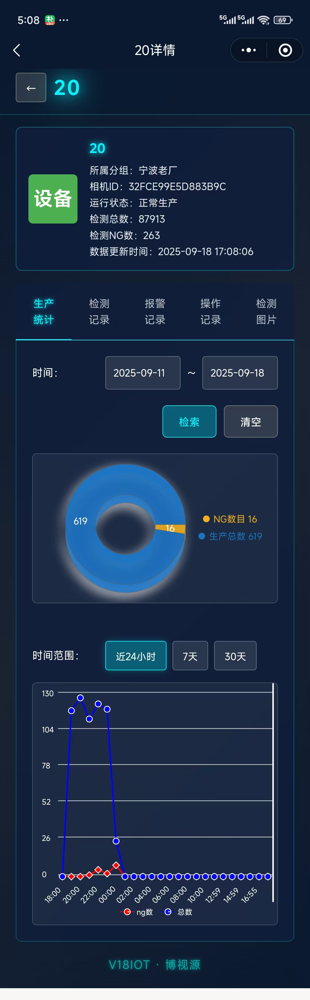 5:08 朴 ... 5G 5G 69
20详情
← 20
20
设备
所属分组：宁波老厂
相机ID：32FCE99E5D883B9C
运行状态：正常生产
检测总数：87913
检测NG数：263
数据更新时间：2025-09-18 17:08:06
生产统计 检测记录 报警记录 操作记录 检测图片
时间： 2025-09-11 ~ 2025-09-18
检索 清空
619
16
NG数目 16
生产总数 619
时间范围： 近24小时 7天 30天
130
104
78
52
26
0
18:00 20:00 22:00 00:00 02:00 04:00 06:00 08:00 10:00 12:59 14:59 16:55
ng数 总数
V18IOT · 博视源